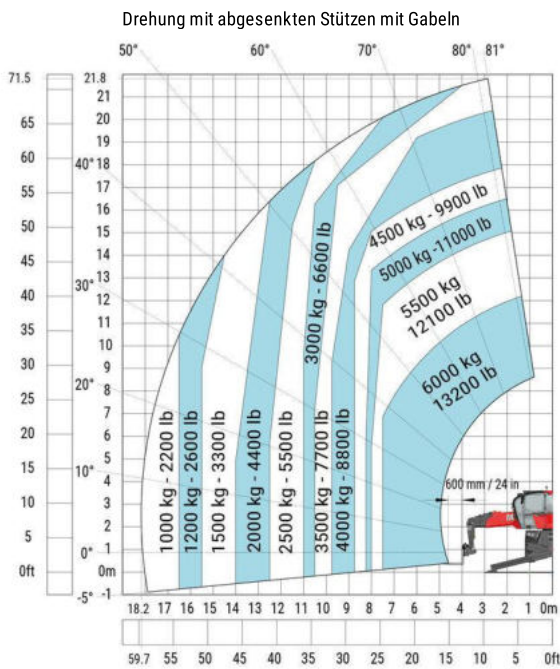 Drehung mit abgesenkten Stützen mit Gabeln
50° 60° 70° 80° 81°
71.5 21.8
21
65 20
19
60 40° 18
55 17
16
50 15
45 14
13
40 30° 12
35 11
10
30 9
20° 8
25 7
20 6
5
15 10° 4
10 3
2
5 0° 1
0ft 0m
-5° -1
4500 kg - 9900 lb
5000 kg -11000 lb
5500 kg
12100 lb
6000 kg
13200 lb
3000 kg - 6600 lb
1000 kg - 2200 lb
1200 kg - 2600 lb
1500 kg - 3300 lb
2000 kg - 4400 lb
2500 kg - 5500 lb
3500 kg - 7700 lb
4000 kg - 8800 lb
600 mm / 24 in
18.2 17 16 15 14 13 12 11 10 9 8 7 6 5 4 3 2 1 0m
59.7 55 50 45 40 35 30 25 20 15 10 5 0ft